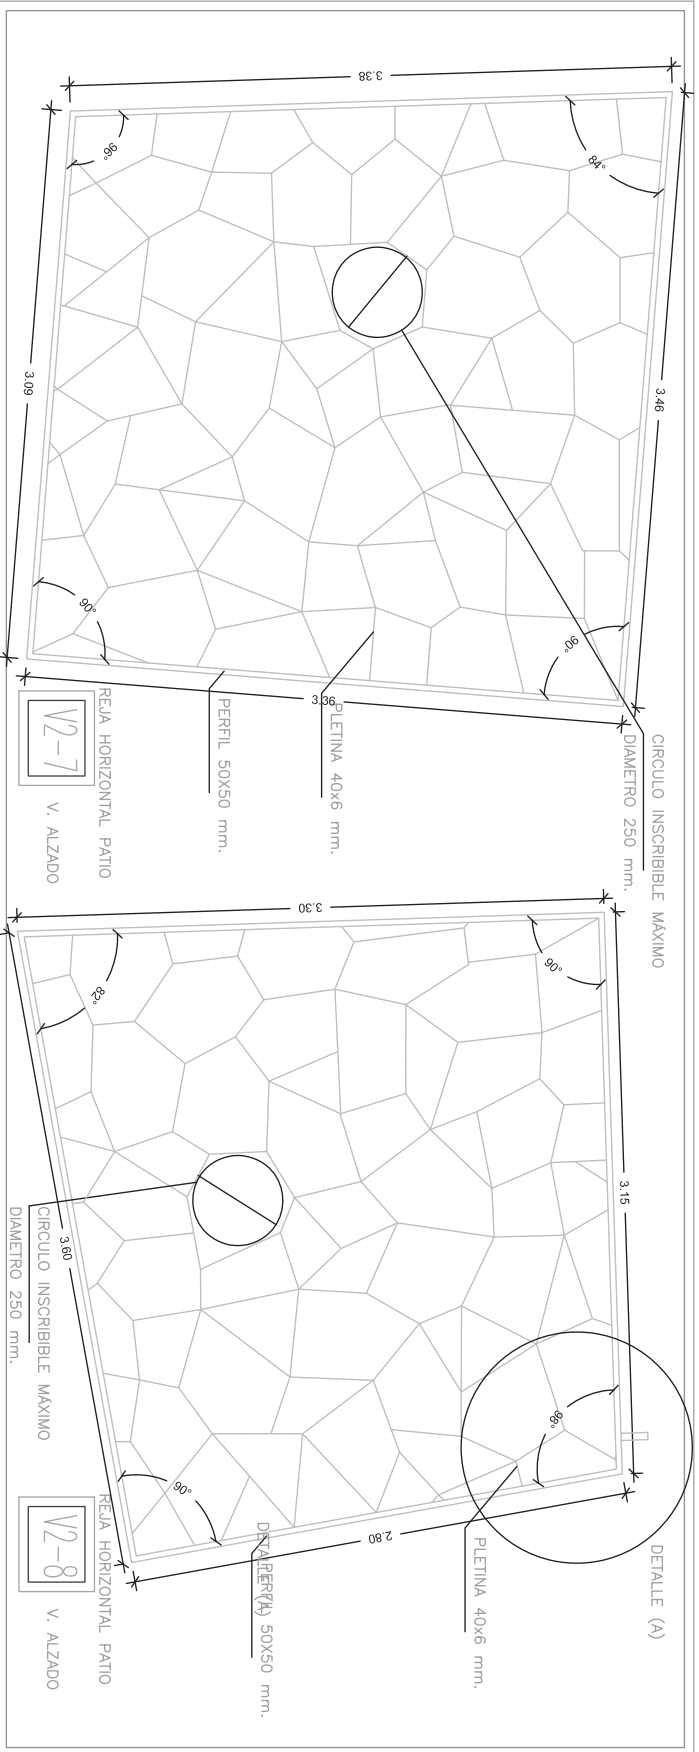 3.38
96°
84°
3.09
3.46
90°
90°
3.36
V2-7
REJA HORIZONTAL PATIO
V. ALZADO
PERFIL 50X50 mm.
PLETINA 40x6 mm.
CIRCULO INSCRIBIBLE MÁXIMO
DIAMETRO 250 mm.
3.30
82°
90°
3.15
3.60
CIRCULO INSCRIBIBLE MÁXIMO
DIAMETRO 250 mm.
98°
90°
2.80
V2-8
REJA HORIZONTAL PATIO
V. ALZADO
DETALLE (A)
PERFIL 50X50 mm.
PLETINA 40x6 mm.
DETALLE (A)